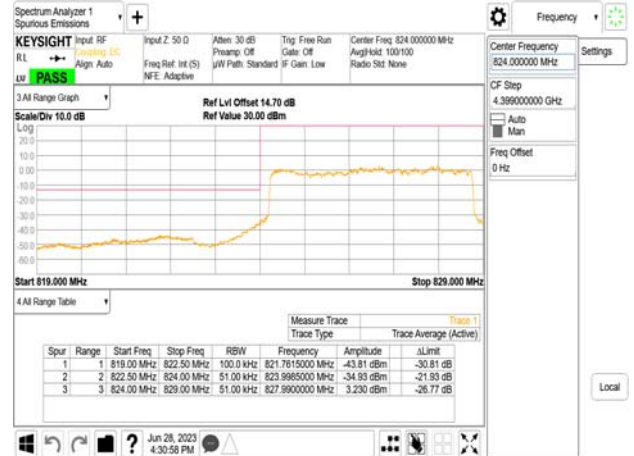 Spectrum Analyzer 1
Spurious Emissions
Frequency
KEYSIGHT
Input: RF
Coupling: DC
Align: Auto
Input Z: 50 Ω
Freq Ref: Int (S)
NFE: Adaptive
Atten: 30 dB
Preamp: Off
µW Path: Standard
Trig: Free Run
Gate: Off
IF Gain: Low
Center Freq: 824.000000 MHz
Avg|Hold: 100/100
Radio Std: None
RL
LV PASS
Center Frequency
824.000000 MHz
Settings
CF Step
4.399000000 GHz
Auto
Man
Freq Offset
0 Hz
3 All Range Graph
Scale/Div 10.0 dB
Ref Lvl Offset 14.70 dB
Ref Value 30.00 dBm
Log
20.0
10.0
0.00
-10.0
-20.0
-30.0
-40.0
-50.0
-60.0
Start 819.000 MHz
Stop 829.000 MHz
4 All Range Table
Measure Trace Trace 1
Trace Type Trace Average (Active)
Spur Range Start Freq Stop Freq RBW Frequency Amplitude ΔLimit
1 1 819.00 MHz 822.50 MHz 100.0 kHz 821.7615000 MHz -43.81 dBm -30.81 dB
2 2 822.50 MHz 824.00 MHz 51.00 kHz 823.9985000 MHz -34.93 dBm -21.93 dB
3 3 824.00 MHz 829.00 MHz 51.00 kHz 827.9900000 MHz 3.230 dBm -26.77 dB
Local
Jun 28, 2023
4:30:58 PM